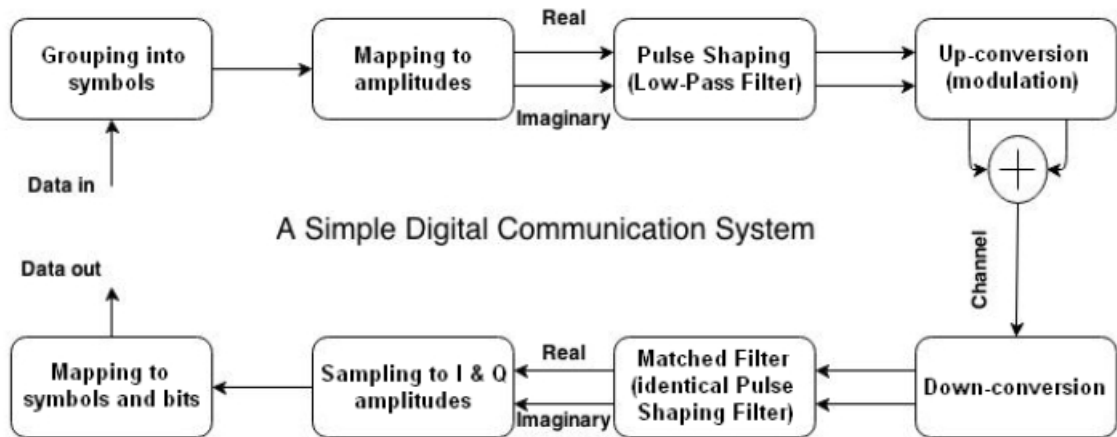 Real
Grouping into
symbols
Mapping to
amplitudes
Pulse Shaping
(Low-Pass Filter)
Up-conversion
(modulation)
Imaginary
Data in
A Simple Digital Communication System
Channel
Data out
Mapping to
symbols and bits
Sampling to I & Q
amplitudes
Real
Imaginary
Matched Filter
(identical Pulse
Shaping Filter)
Down-conversion